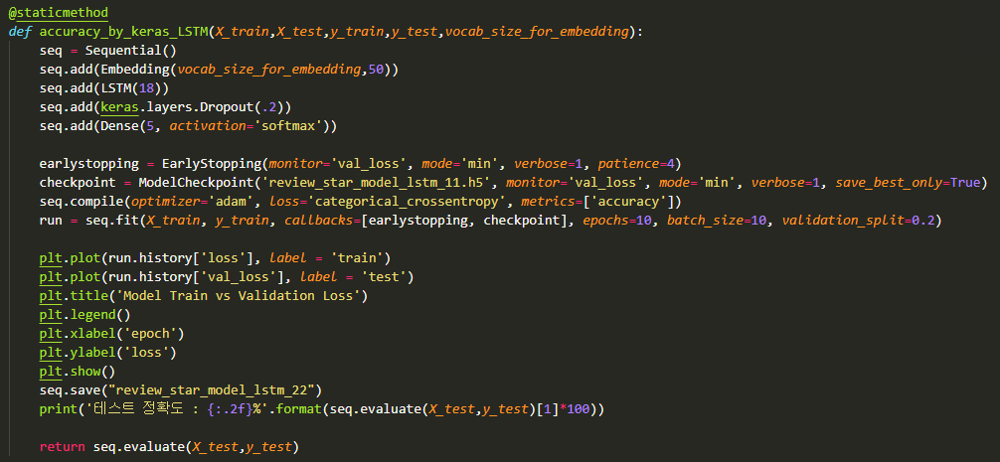 @staticmethod
def accuracy_by_keras_LSTM(X_train,X_test,y_train,y_test,vocab_size_for_embedding):
    seq = Sequential()
    seq.add(Embedding(vocab_size_for_embedding,50))
    seq.add(LSTM(18))
    seq.add(keras.layers.Dropout(.2))
    seq.add(Dense(5, activation='softmax'))

    earlystopping = EarlyStopping(monitor='val_loss', mode='min', verbose=1, patience=4)
    checkpoint = ModelCheckpoint('review_star_model_lstm_11.h5', monitor='val_loss', mode='min', verbose=1, save_best_only=True)
    seq.compile(optimizer='adam', loss='categorical_crossentropy', metrics=['accuracy'])
    run = seq.fit(X_train, y_train, callbacks=[earlystopping, checkpoint], epochs=10, batch_size=10, validation_split=0.2)

    plt.plot(run.history['loss'], label = 'train')
    plt.plot(run.history['val_loss'], label = 'test')
    plt.title('Model Train vs Validation Loss')
    plt.legend()
    plt.xlabel('epoch')
    plt.ylabel('loss')
    plt.show()
    seq.save("review_star_model_lstm_22")
    print('테스트 정확도 : {:.2f}%'.format(seq.evaluate(X_test,y_test)[1]*100))

    return seq.evaluate(X_test,y_test)